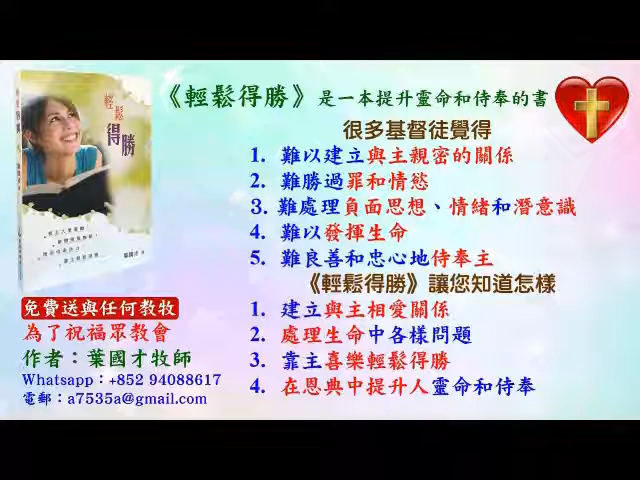 輕鬆
得勝
《輕鬆得勝》是一本提升靈命和侍奉的書
很多基督徒覺得
1. 難以建立與主親密的關係
2. 難勝過罪和情慾
3. 難處理負面思想、情緒和潛意識
4. 難以發揮生命
5. 難良善和忠心地侍奉主
《輕鬆得勝》讓您知道怎樣
1. 建立與主相愛關係
2. 處理生命中各樣問題
3. 靠主喜樂輕鬆得勝
4. 在恩典中提升人靈命和侍奉
免費送與任何教牧
為了祝福眾教會
作者：葉國才牧師
Whatsapp：+852 94088617
電郵：a7535a@gmail.com